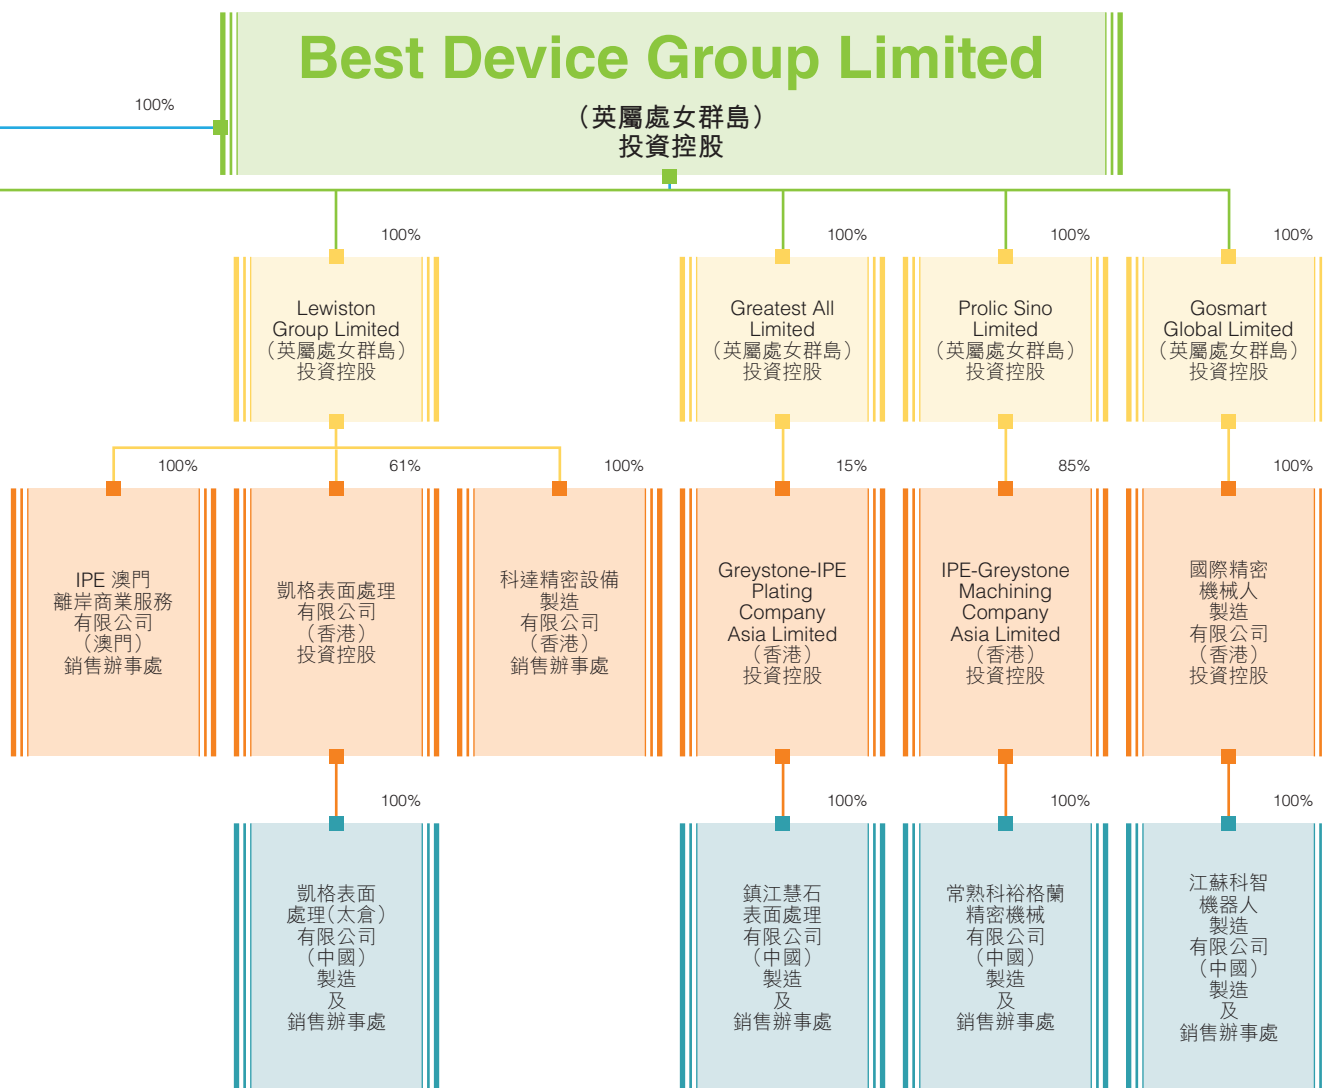 Best Device Group Limited
（英屬處女群島）
投資控股
100%
100%
100%
100%
100%
Lewiston
Group Limited
（英屬處女群島）
投資控股
Greatest All
Limited
（英屬處女群島）
投資控股
Prolic Sino
Limited
（英屬處女群島）
投資控股
Gosmart
Global Limited
（英屬處女群島）
投資控股
100%
61%
100%
15%
85%
100%
IPE 澳門
離岸商業服務
有限公司
（澳門）
銷售辦事處
凱格表面處理
有限公司
（香港）
投資控股
科達精密設備
製造
有限公司
（香港）
銷售辦事處
Greystone-IPE
Plating
Company
Asia Limited
（香港）
投資控股
IPE-Greystone
Machining
Company
Asia Limited
（香港）
投資控股
國際精密
機械人
製造
有限公司
（香港）
投資控股
100%
100%
100%
100%
凱格表面
處理（太倉）
有限公司
（中國）
製造
及
銷售辦事處
鎮江慧石
表面處理
有限公司
（中國）
製造
及
銷售辦事處
常熟科裕格蘭
精密機械
有限公司
（中國）
製造
及
銷售辦事處
江蘇科智
機器人
製造
有限公司
（中國）
製造
及
銷售辦事處